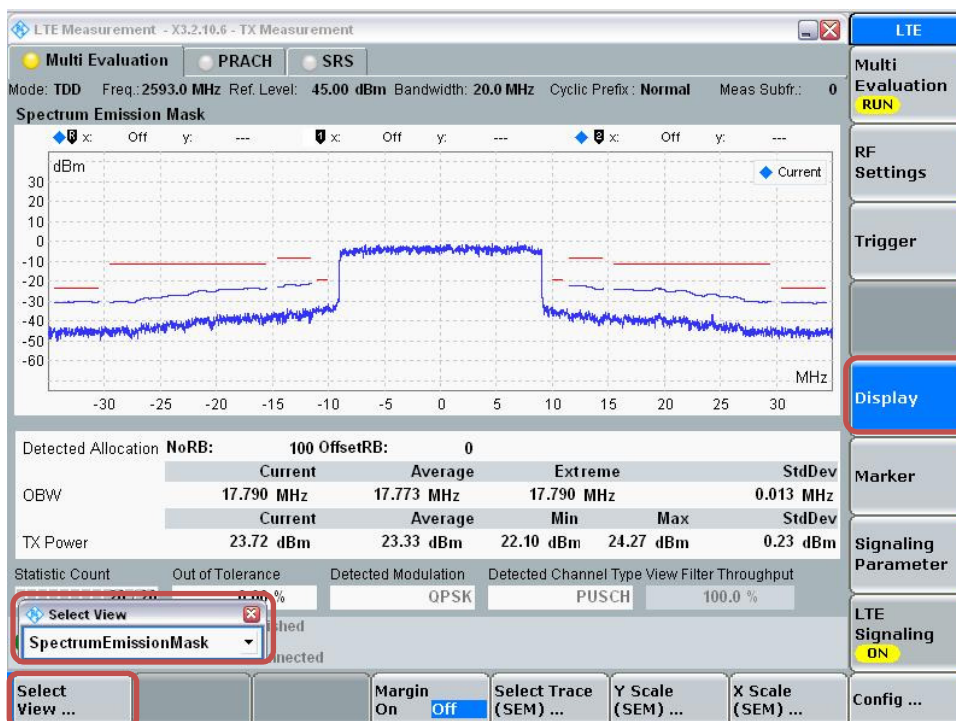 LTE Measurement - X3.2.10.6 - TX Measurement
LTE
Multi Evaluation PRACH SRS
Mode: TDD Freq.: 2593.0 MHz Ref. Level: 45.00 dBm Bandwidth: 20.0 MHz Cyclic Prefix : Normal Meas Subfr.: 0
Spectrum Emission Mask
0 x: Off y: --- 1 x: Off y: --- 2 x: Off y: ---
dBm
Current
30
20
10
0
-10
-20
-30
-40
-50
-60
MHz
-30 -25 -20 -15 -10 -5 0 5 10 15 20 25 30
Detected Allocation NoRB: 100 OffsetRB: 0
Current Average Extreme StdDev
OBW 17.790 MHz 17.773 MHz 17.790 MHz 0.013 MHz
Current Average Min Max StdDev
TX Power 23.72 dBm 23.33 dBm 22.10 dBm 24.27 dBm 0.23 dBm
Statistic Count Out of Tolerance Detected Modulation Detected Channel Type View Filter Throughput
QPSK PUSCH 100.0 %
Select View
SpectrumEmissionMask
Multi
Evaluation
RUN
RF
Settings
Trigger
Display
Marker
Signaling
Parameter
LTE
Signaling
ON
Config ...
Select
View ...
Margin
On Off
Select Trace
(SEM) ...
Y Scale
(SEM) ...
X Scale
(SEM) ...